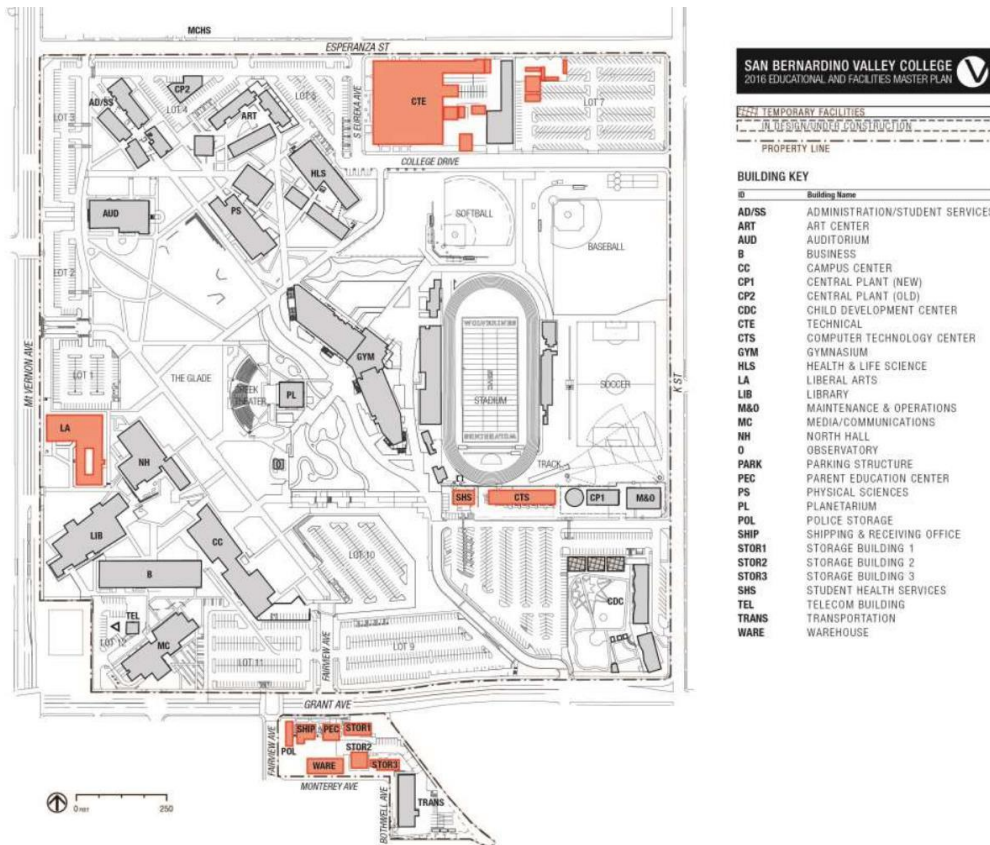 MCHS
ESPERANZA ST
SAN BERNARDINO VALLEY COLLEGE
2016 EDUCATIONAL AND FACILITIES MASTER PLAN
V
TEMPORARY FACILITIES
IN DESIGN/UNDER CONSTRUCTION
PROPERTY LINE
BUILDING KEY
ID Building Name
AD/SS ADMINISTRATION/STUDENT SERVICES
ART ART CENTER
AUD AUDITORIUM
B BUSINESS
CC CAMPUS CENTER
CP1 CENTRAL PLANT (NEW)
CP2 CENTRAL PLANT (OLD)
CDC CHILD DEVELOPMENT CENTER
CTE TECHNICAL
CTS COMPUTER TECHNOLOGY CENTER
GYM GYMNASIUM
HLS HEALTH & LIFE SCIENCE
LA LIBERAL ARTS
LIB LIBRARY
M&O MAINTENANCE & OPERATIONS
MC MEDIA/COMMUNICATIONS
NH NORTH HALL
O OBSERVATORY
PARK PARKING STRUCTURE
PEC PARENT EDUCATION CENTER
PS PHYSICAL SCIENCES
PL PLANETARIUM
POL POLICE STORAGE
SHIP SHIPPING & RECEIVING OFFICE
STOR1 STORAGE BUILDING 1
STOR2 STORAGE BUILDING 2
STOR3 STORAGE BUILDING 3
SHS STUDENT HEALTH SERVICES
TEL TELECOM BUILDING
TRANS TRANSPORTATION
WARE WAREHOUSE
CP2
LOT 4
AD/SS
LOT 3
ART
LOT 5
S EUREKA AVE
CTE
LOT 7
COLLEGE DRIVE
HLS
PS
AUD
SOFTBALL
BASEBALL
LOT 2
MT VERNON AVE
LOT 1
THE GLADE
GREEK
THEATER
PL
GYM
STADIUM
SOCCER
K ST
LA
NH
O
TRACK
SHS
CTS
CP1
M&O
LIB
CC
LOT 10
B
CDC
TEL
LOT 12
MC
LOT 11
FAIRVIEW AVE
LOT 9
GRANT AVE
FAIRVIEW AVE
POL
SHIP
PEC
STOR1
STOR2
WARE
STOR3
MONTEREY AVE
BOTHWELL AVE
TRANS
0 FEET 250